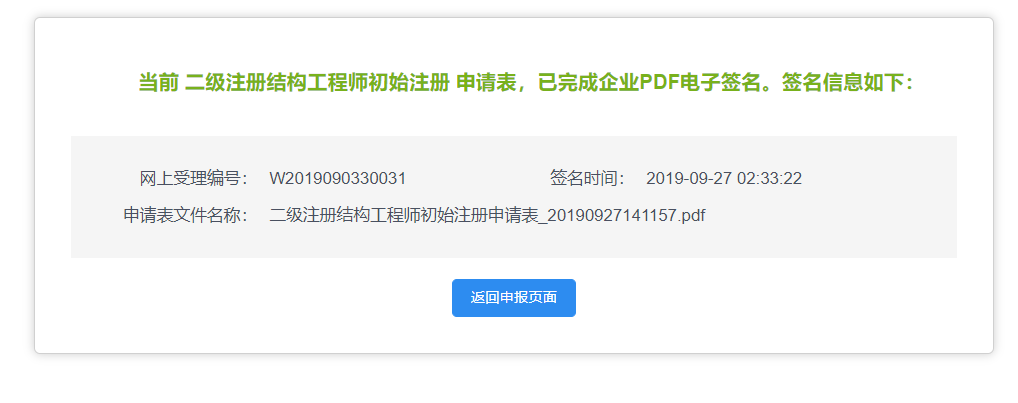 当前 二级注册结构工程师初始注册 申请表，已完成企业PDF电子签名。签名信息如下：
网上受理编号： W2019090330031 签名时间： 2019-09-27 02:33:22
申请表文件名称： 二级注册结构工程师初始注册申请表_20190927141157.pdf
返回申报页面